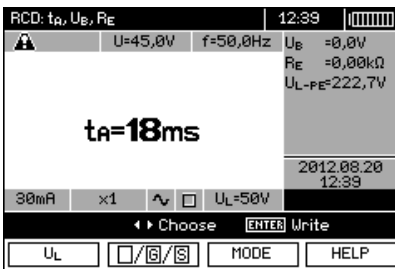 RCD: tA, UB, RE 12:39
U=45,0V f=50,0Hz
UB =0,0V
RE =0,00kΩ
UL-PE=222,7V
tA=18ms
2012.08.20
12:39
30mA x1 UL=50V
Choose ENTER Write
UL /G/S MODE HELP